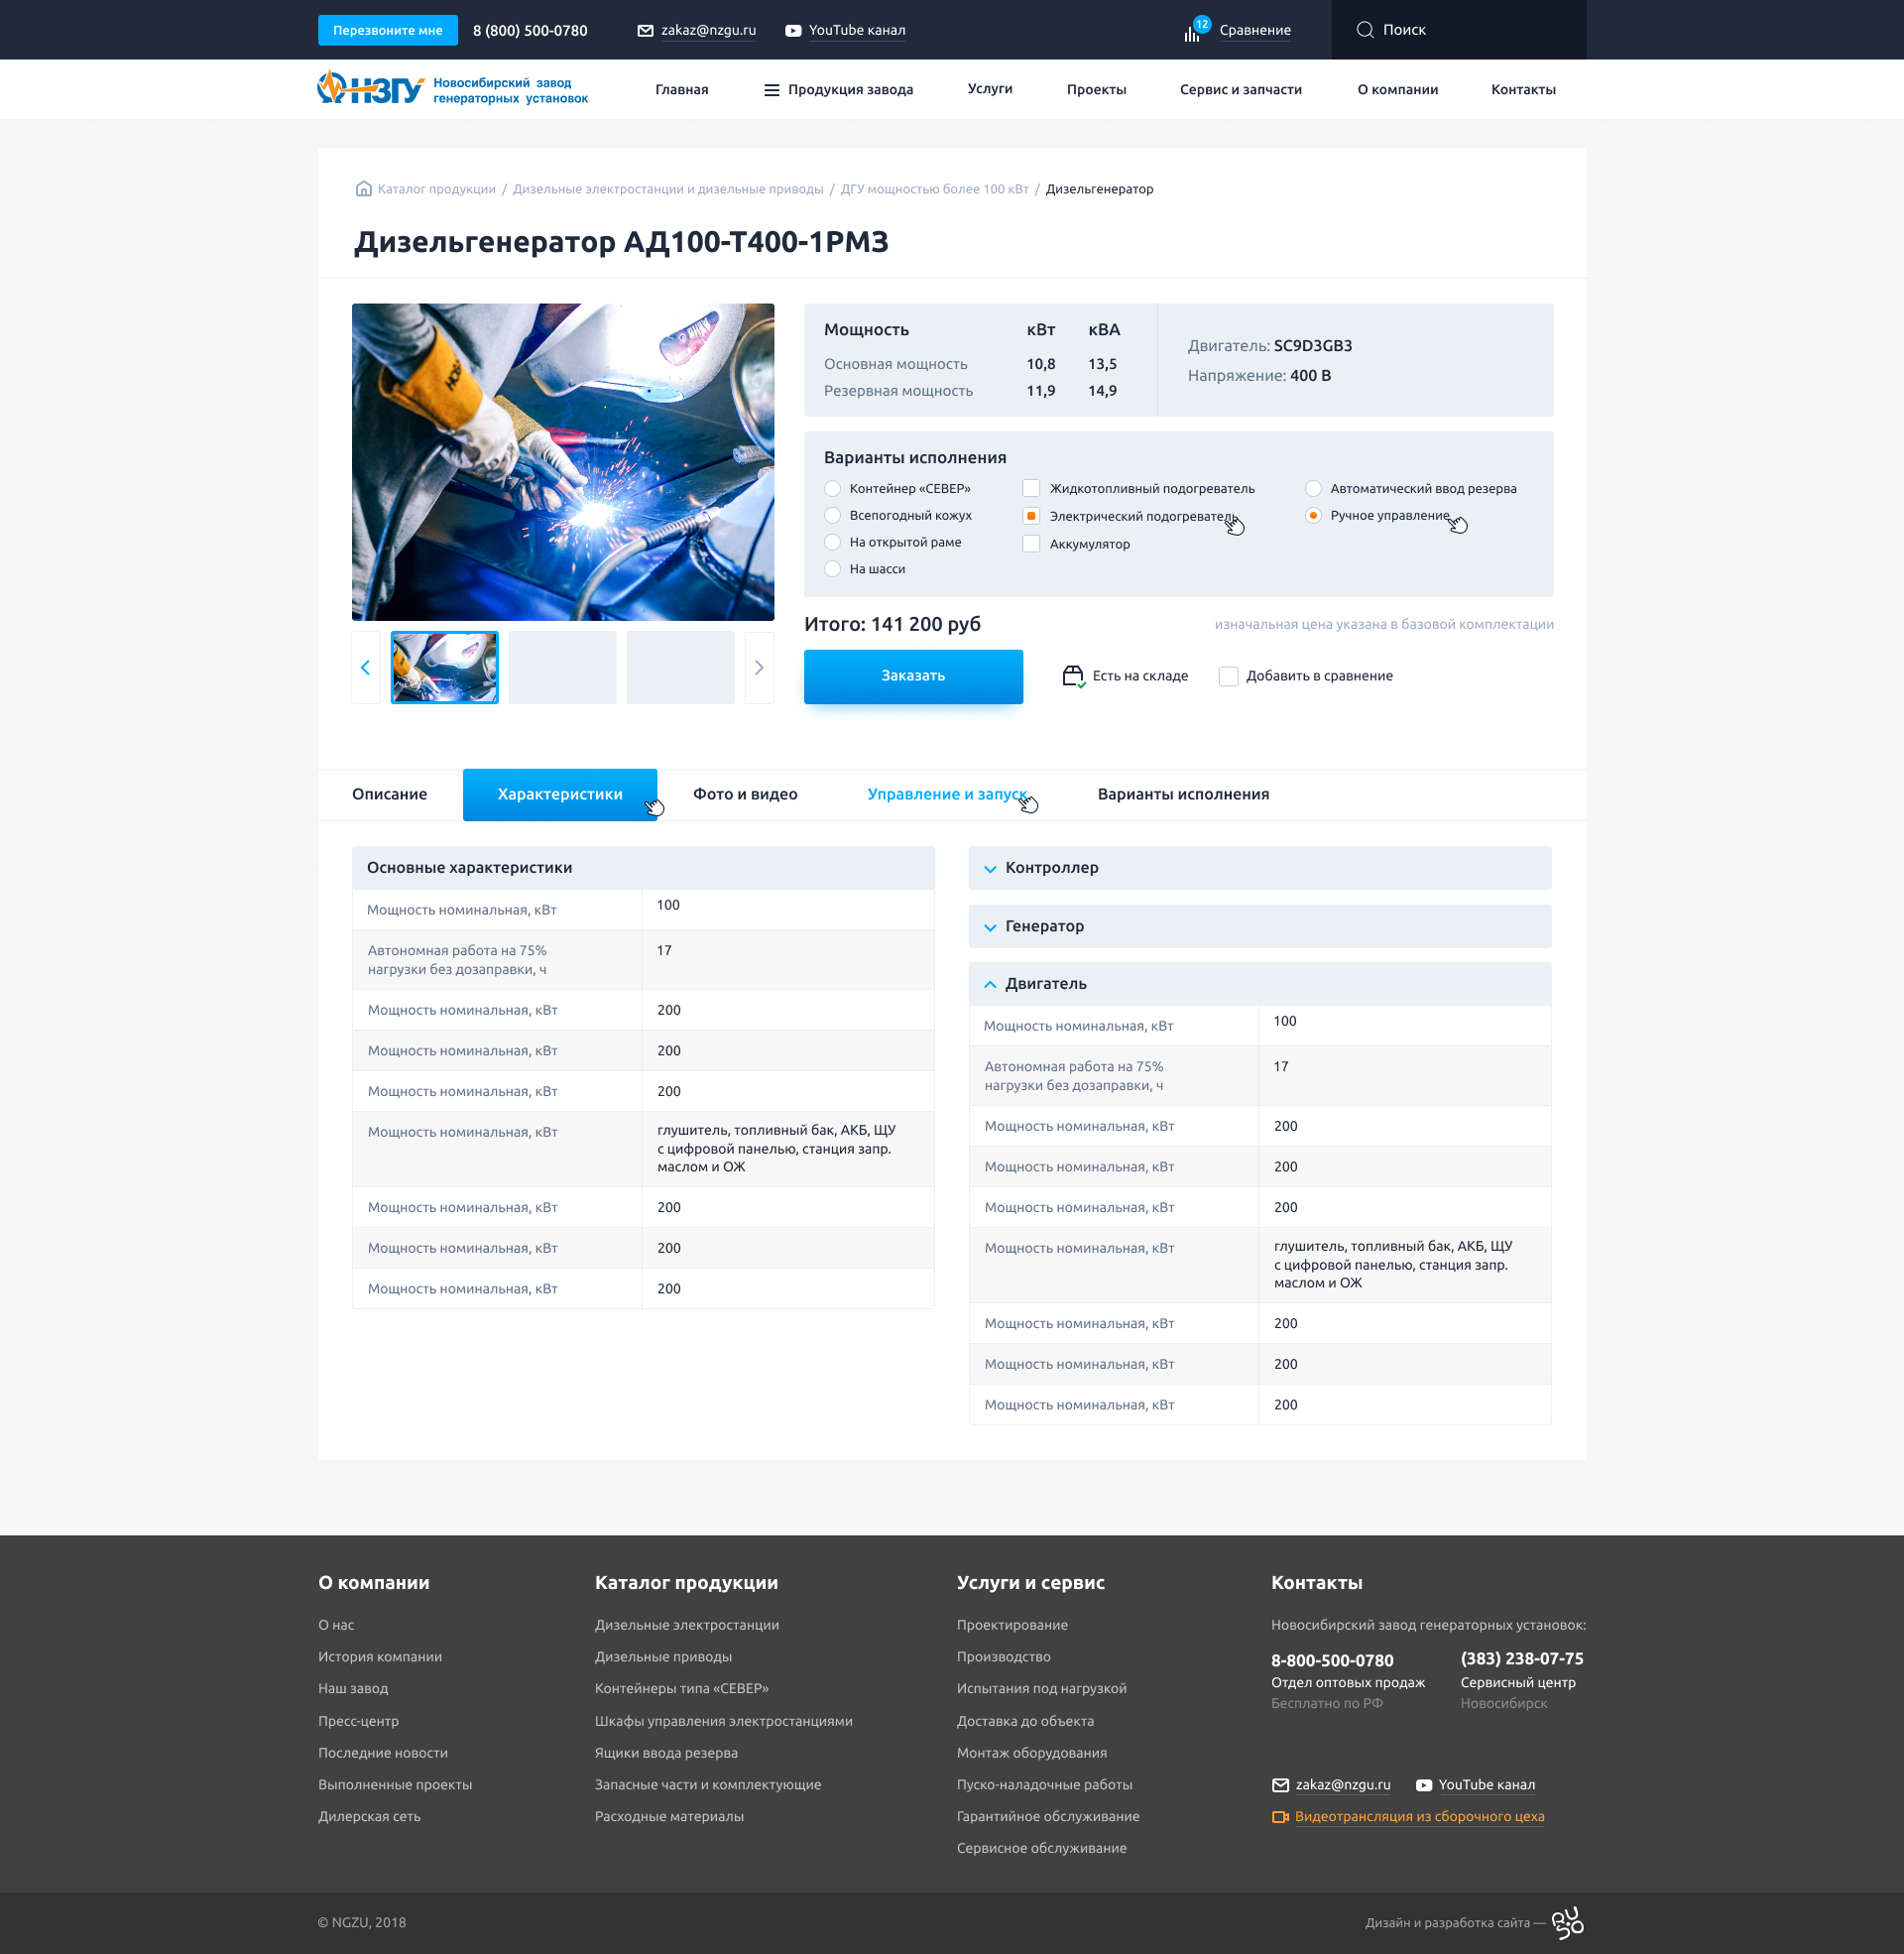 Перезвоните мне 8 (800) 500-0780 zakaz@nzgu.ru YouTube канал 12 Сравнение Поиск
НЗГУ Новосибирский завод
генераторных установок
Главная Продукция завода Услуги Проекты Сервис и запчасти О компании Контакты
Каталог продукции / Дизельные электростанции и дизельные приводы / ДГУ мощностью более 100 кВт / Дизельгенератор
Дизельгенератор АД100-Т400-1РМЗ
Мощность кВт кВА
Основная мощность 10,8 13,5
Резервная мощность 11,9 14,9
Двигатель: SC9D3GB3
Напряжение: 400 В
Варианты исполнения
Контейнер «СЕВЕР»
Всепогодный кожух
На открытой раме
На шасси
Жидкотопливный подогреватель
Электрический подогреватель
Аккумулятор
Автоматический ввод резерва
Ручное управление
Итого: 141 200 руб
изначальная цена указана в базовой комплектации
Заказать
Есть на складе
Добавить в сравнение
Описание Характеристики Фото и видео Управление и запуск Варианты исполнения
Основные характеристики
Мощность номинальная, кВт 100
Автономная работа на 75% 17
нагрузки без дозаправки, ч
Мощность номинальная, кВт 200
Мощность номинальная, кВт 200
Мощность номинальная, кВт 200
Мощность номинальная, кВт глушитель, топливный бак, АКБ, ЩУ
с цифровой панелью, станция запр.
маслом и ОЖ
Мощность номинальная, кВт 200
Мощность номинальная, кВт 200
Мощность номинальная, кВт 200
Контроллер
Генератор
Двигатель
Мощность номинальная, кВт 100
Автономная работа на 75% 17
нагрузки без дозаправки, ч
Мощность номинальная, кВт 200
Мощность номинальная, кВт 200
Мощность номинальная, кВт 200
Мощность номинальная, кВт глушитель, топливный бак, АКБ, ЩУ
с цифровой панелью, станция запр.
маслом и ОЖ
Мощность номинальная, кВт 200
Мощность номинальная, кВт 200
Мощность номинальная, кВт 200
О компании
О нас
История компании
Наш завод
Пресс-центр
Последние новости
Выполненные проекты
Дилерская сеть
Каталог продукции
Дизельные электростанции
Дизельные приводы
Контейнеры типа «СЕВЕР»
Шкафы управления электростанциями
Ящики ввода резерва
Запасные части и комплектующие
Расходные материалы
Услуги и сервис
Проектирование
Производство
Испытания под нагрузкой
Доставка до объекта
Монтаж оборудования
Пуско-наладочные работы
Гарантийное обслуживание
Сервисное обслуживание
Контакты
Новосибирский завод генераторных установок:
8-800-500-0780
Отдел оптовых продаж
Бесплатно по РФ
(383) 238-07-75
Сервисный центр
Новосибирск
zakaz@nzgu.ru YouTube канал
Видеотрансляция из сборочного цеха
© NGZU, 2018
Дизайн и разработка сайта —